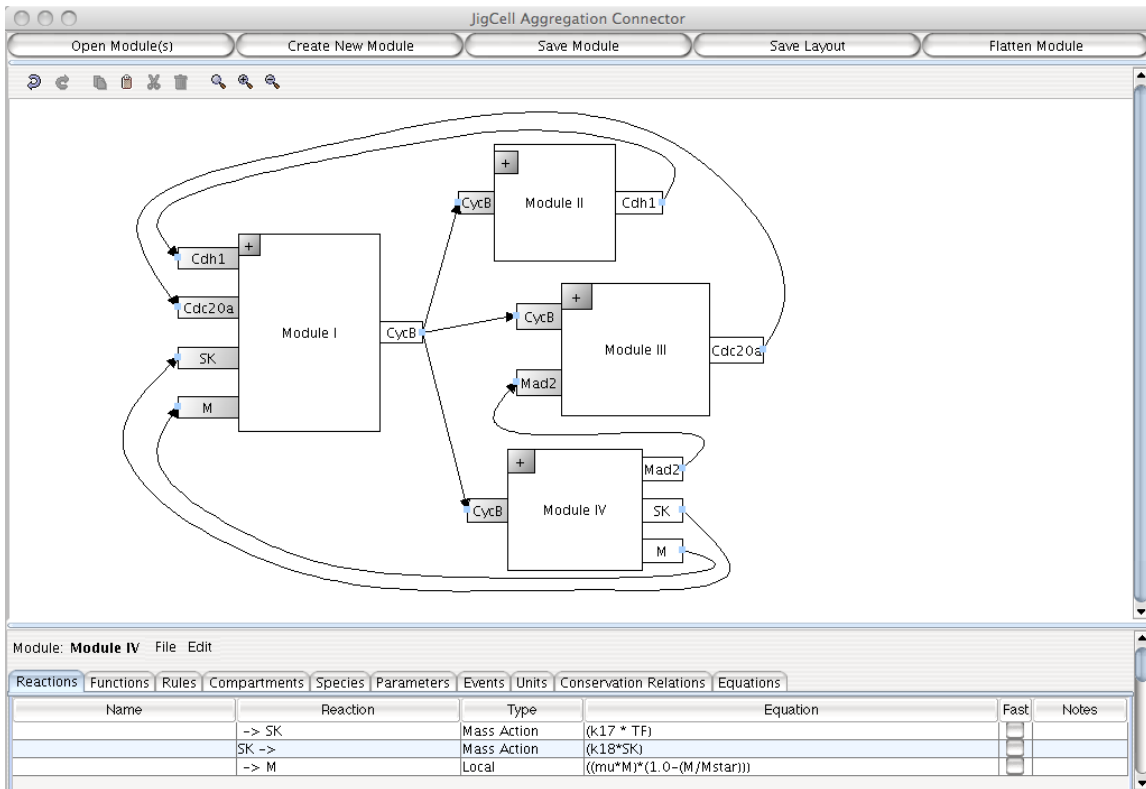 JigCell Aggregation Connector
Open Module(s) Create New Module Save Module Save Layout Flatten Module
+
CycB Module II Cdh1
+
Cdh1
Cdc20a
SK
M
Module I
CycB
+
CycB
Mad2
Module III
Cdc20a
+
CycB
Module IV
Mad2
SK
M
Module: Module IV File Edit
Reactions Functions Rules Compartments Species Parameters Events Units Conservation Relations Equations
Name Reaction Type Equation Fast Notes
-> SK Mass Action (k17 * TF)
SK -> Mass Action (k18*SK)
-> M Local ((mu*M)*(1.0-(M/Mstar)))